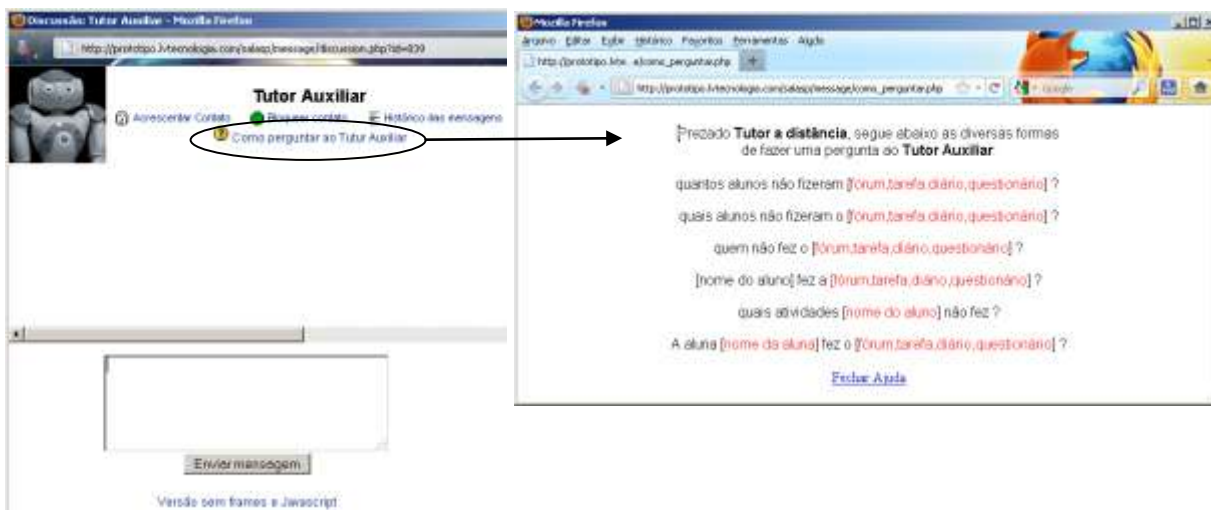 Discussão: Tutor Auxiliar - Mozilla Firefox
Tutor Auxiliar
Acrescentar Contato Bloquear contato Histórico das mensagens
Como perguntar ao Tutor Auxiliar
Enviar mensagem
Versão sem frames e Javascript
Mozilla Firefox
Arquivo Editar Exibir Histórico Favoritos Ferramentas Ajuda
Prezado Tutor a distância, segue abaixo as diversas formas
de fazer uma pergunta ao Tutor Auxiliar
quantos alunos não fizeram [fórum,tarefa,diário,questionário] ?
quais alunos não fizeram o [fórum,tarefa,diário,questionário] ?
quem não fez o [fórum,tarefa,diário,questionário] ?
[nome do aluno] fez a [fórum,tarefa,diário,questionário] ?
quais atividades [nome do aluno] não fez ?
A aluna [nome da aluna] fez o [fórum,tarefa,diário,questionário] ?
Fechar Ajuda